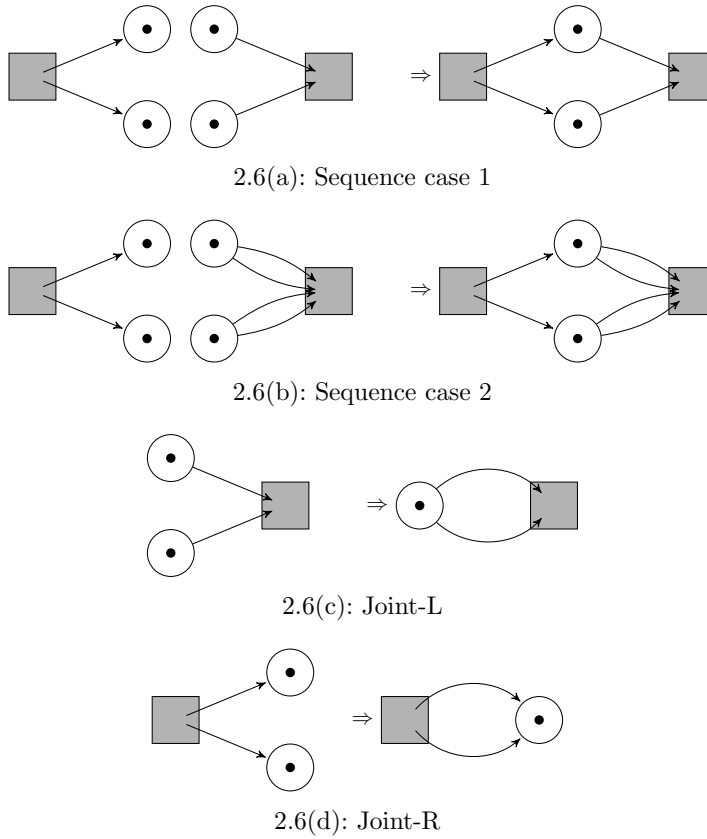 ⇒
2.6(a): Sequence case 1
⇒
2.6(b): Sequence case 2
⇒
2.6(c): Joint-L
⇒
2.6(d): Joint-R